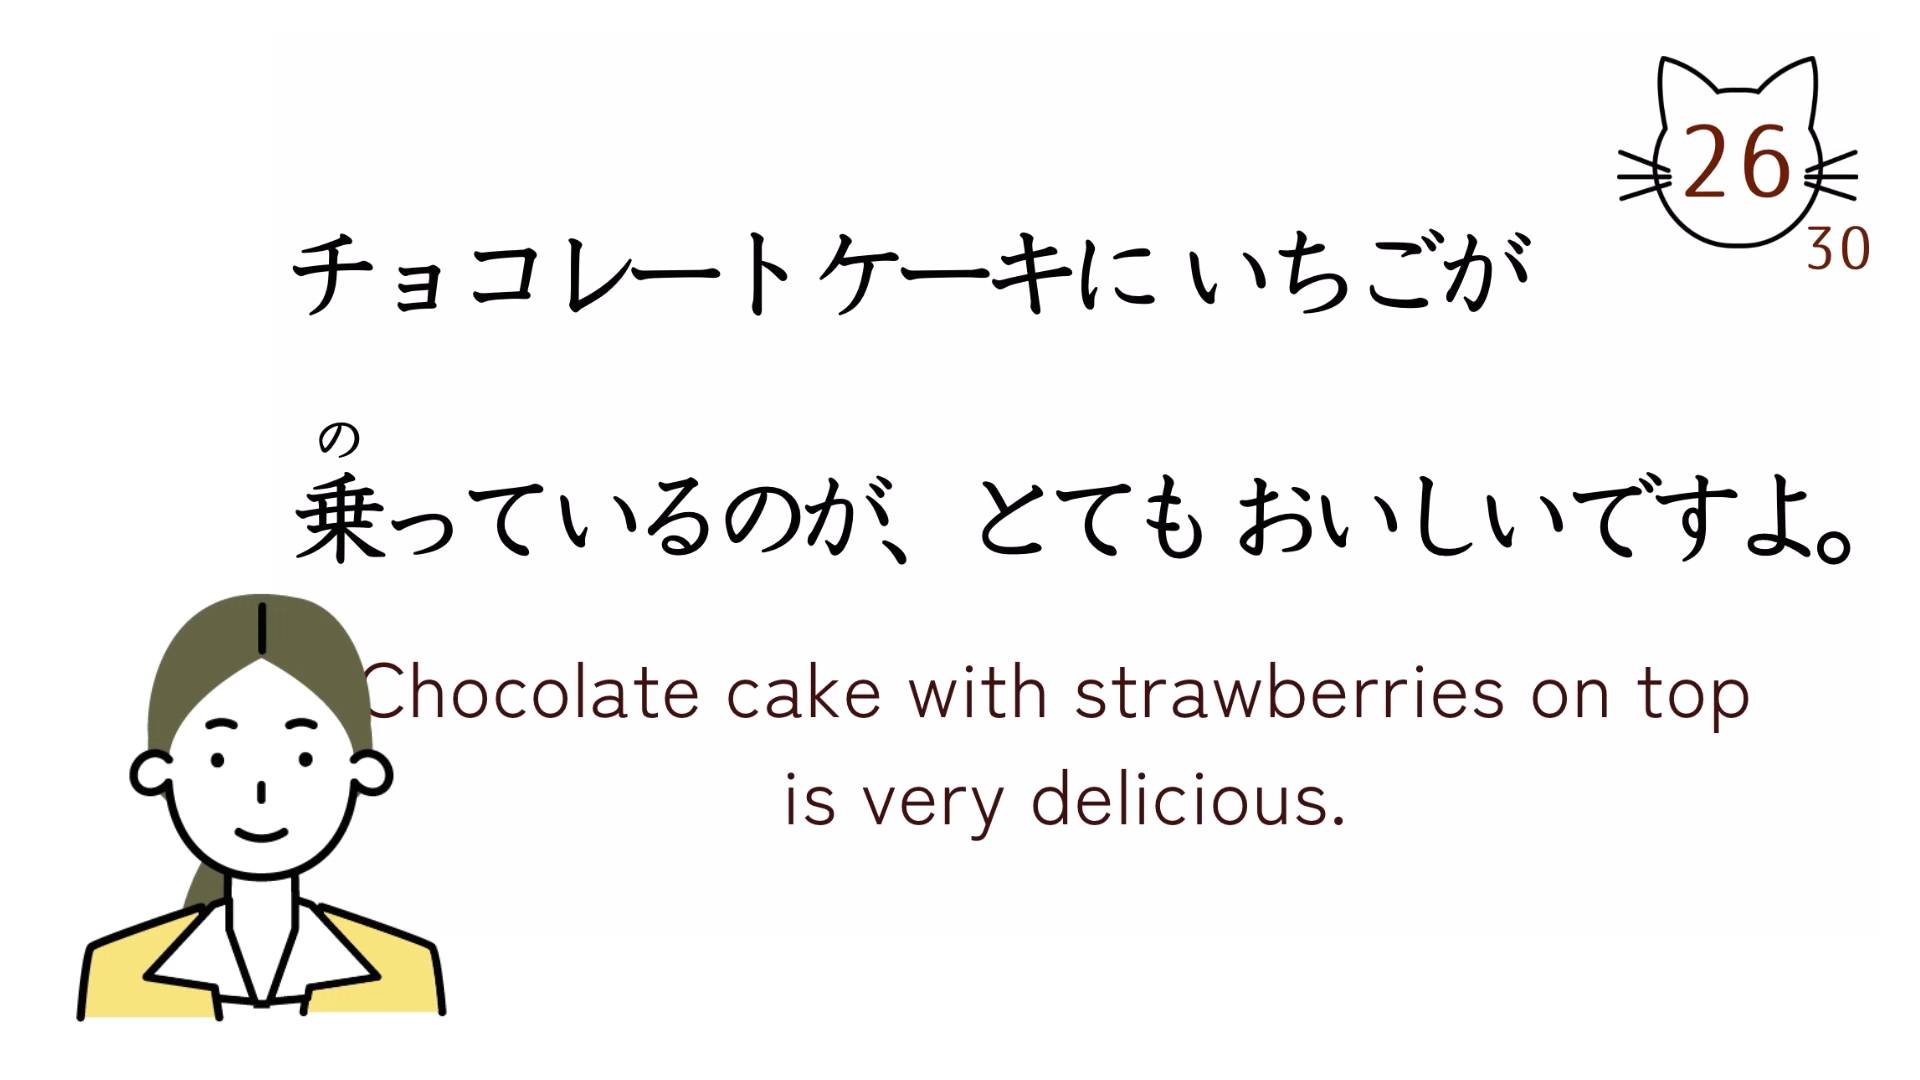 26
30
チョコレートケーキに いちごが
の
乗っているのが、とても おいしいですよ。
Chocolate cake with strawberries on top
is very delicious.